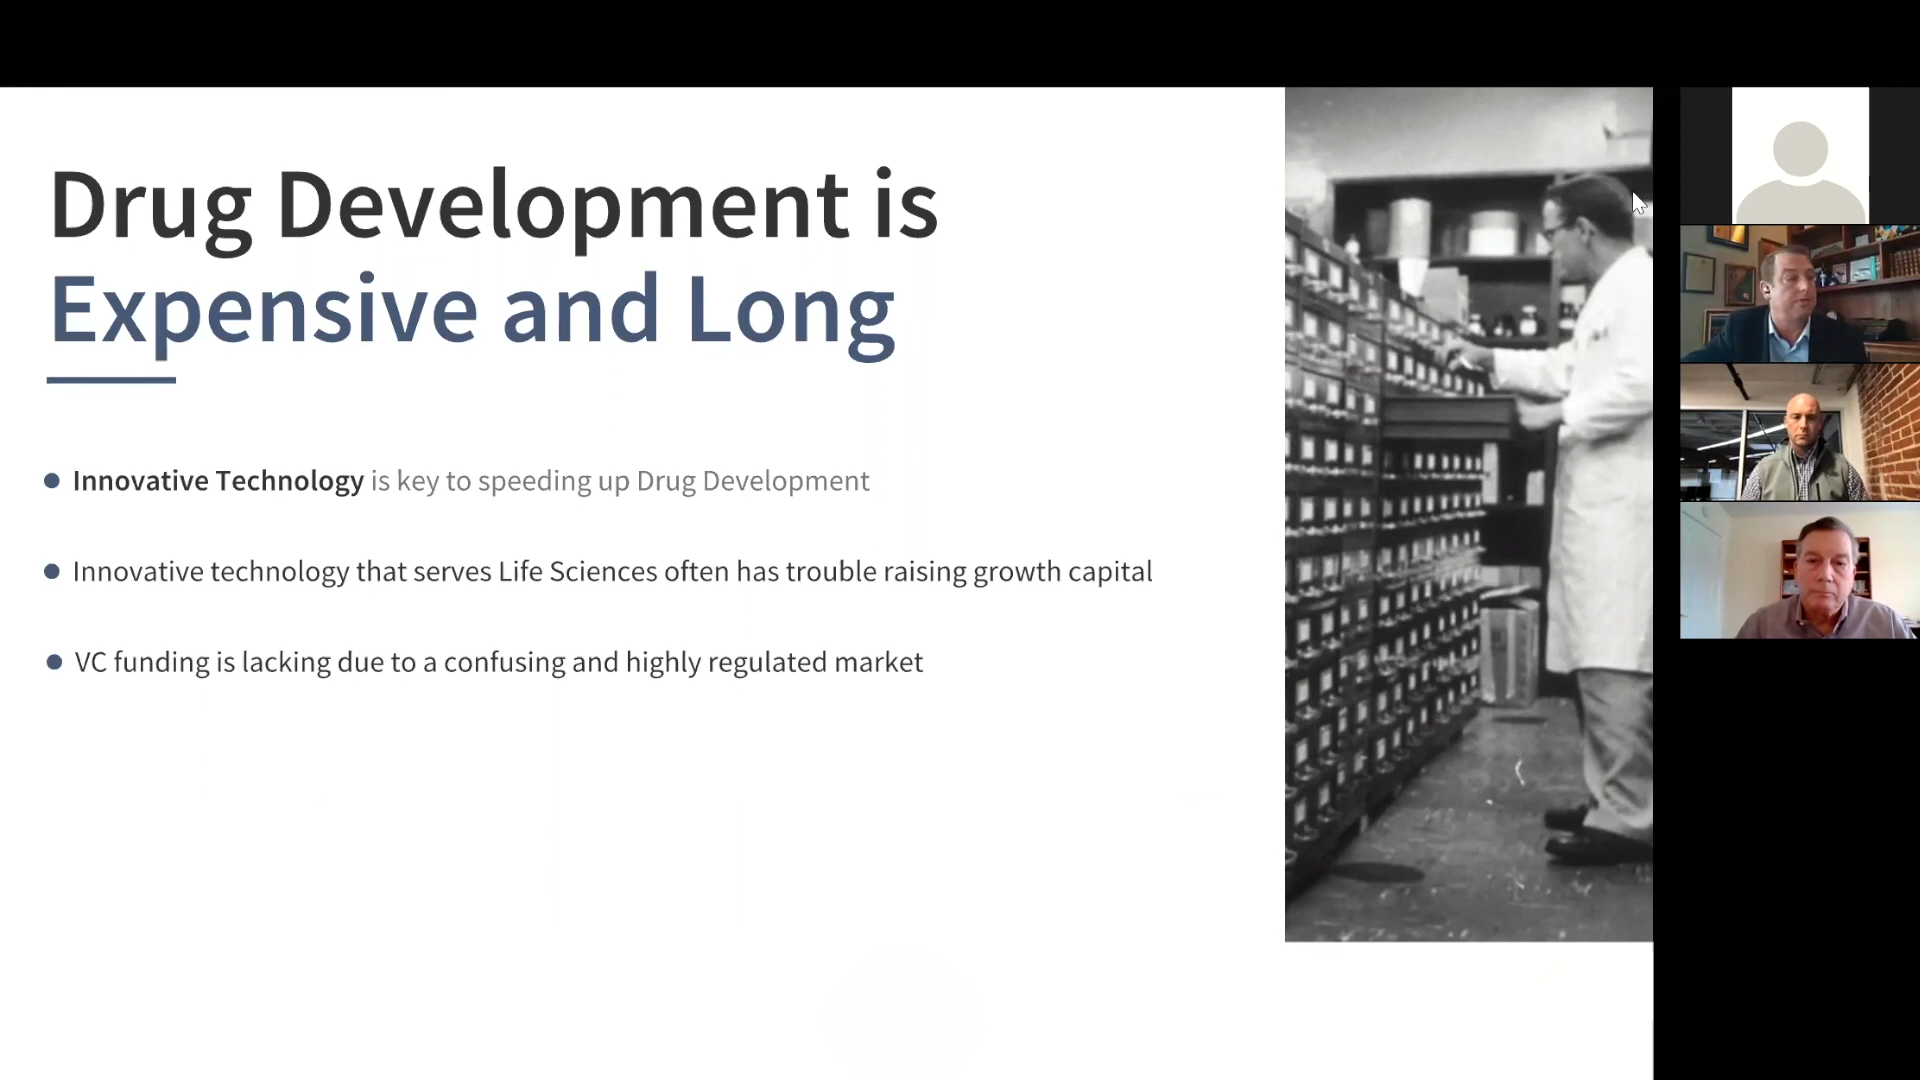 Drug Development is
Expensive and Long
Innovative Technology is key to speeding up Drug Development
Innovative technology that serves Life Sciences often has trouble raising growth capital
VC funding is lacking due to a confusing and highly regulated market